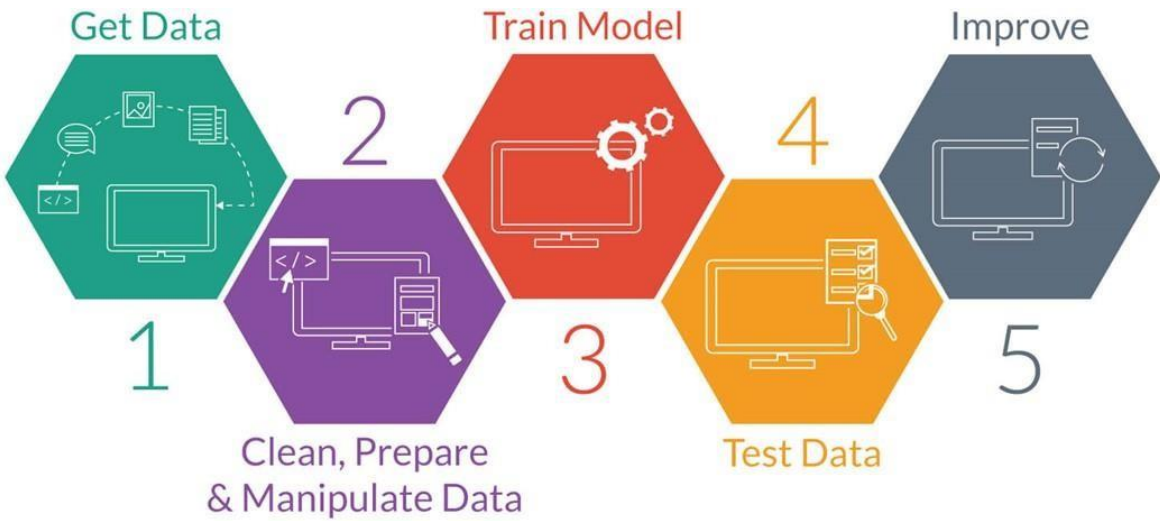 Get Data
1
2
Clean, Prepare
& Manipulate Data
Train Model
3
4
Test Data
Improve
5
</>
</>